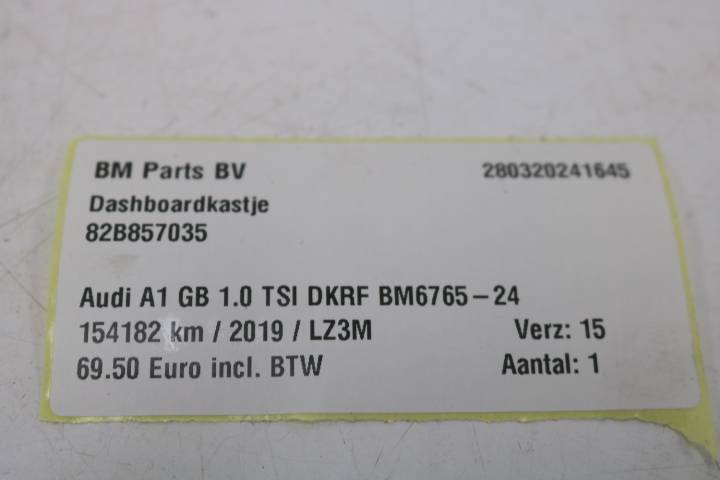 BM Parts BV 280320241645
Dashboardkastje
82B857035
Audi A1 GB 1.0 TSI DKRF BM6765-24
154182 km / 2019 / LZ3M Verz: 15
69.50 Euro incl. BTW Aantal: 1